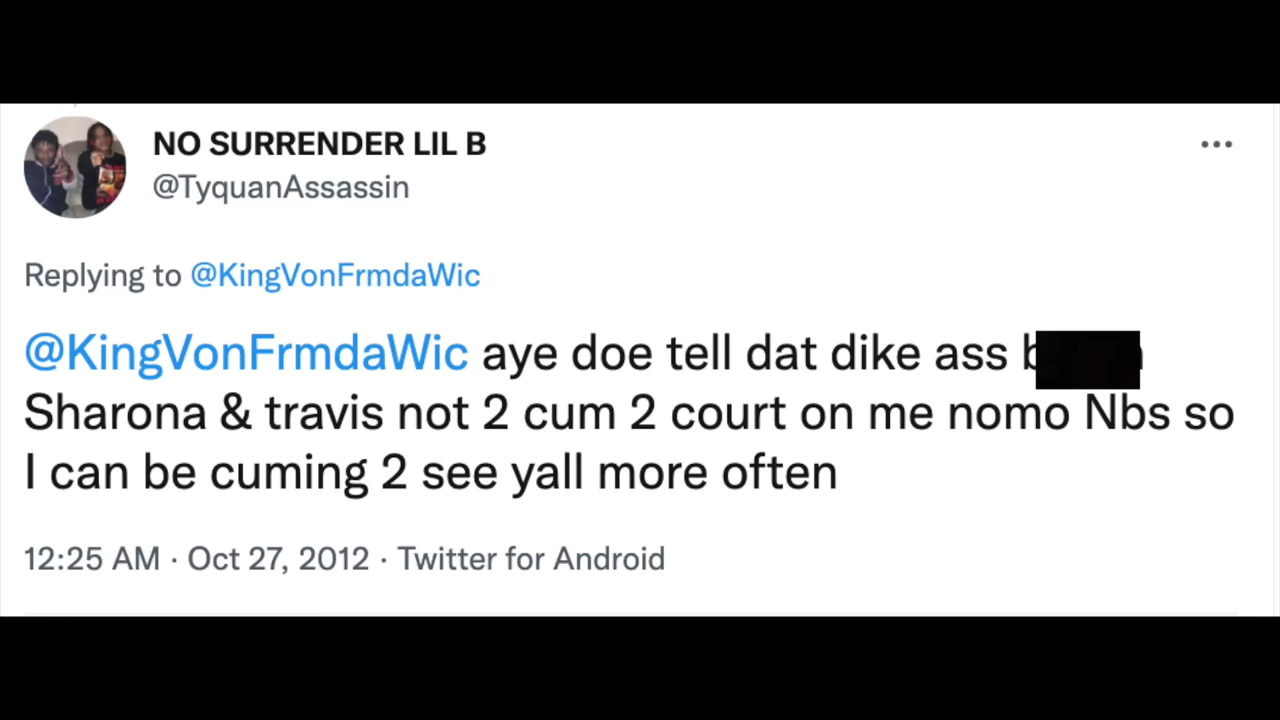 NO SURRENDER LIL B
@TyquanAssassin
Replying to @KingVonFrmdaWic
@KingVonFrmdaWic aye doe tell dat dike ass
Sharona & travis not 2 cum 2 court on me nomo Nbs so
I can be cuming 2 see yall more often
12:25 AM · Oct 27, 2012 · Twitter for Android